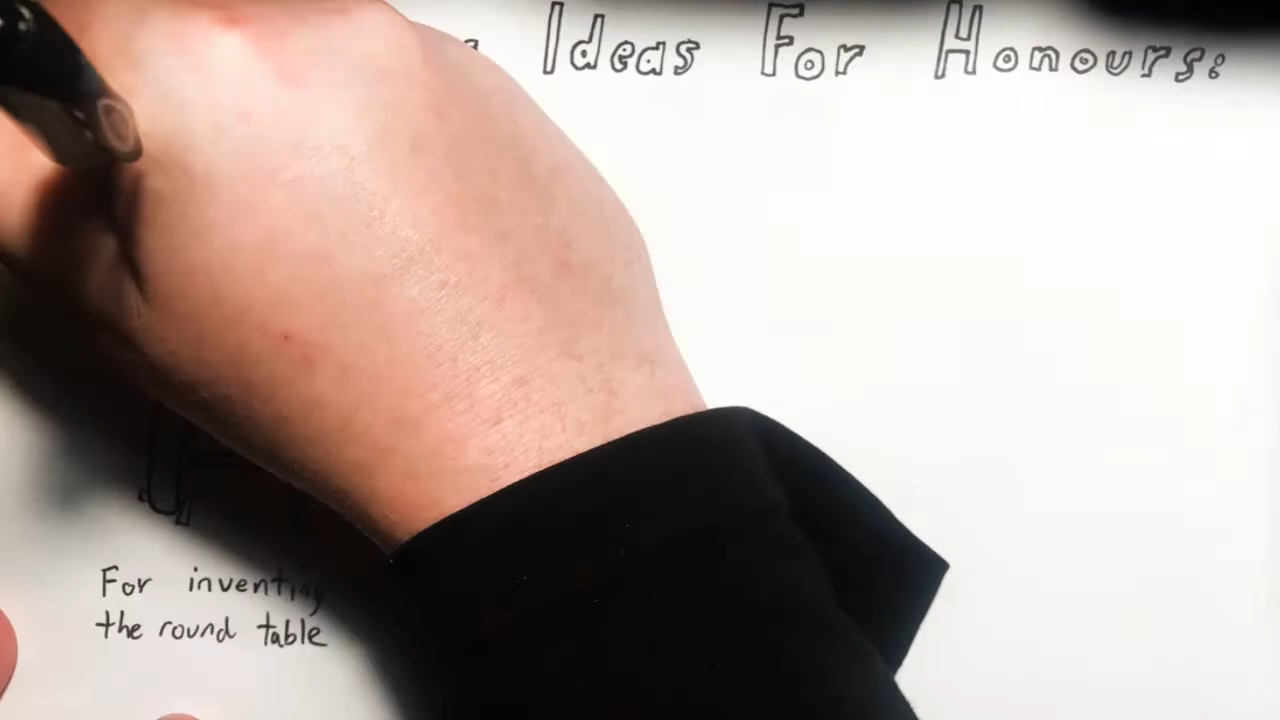 Ideas For Honours:
For inventing
the round table